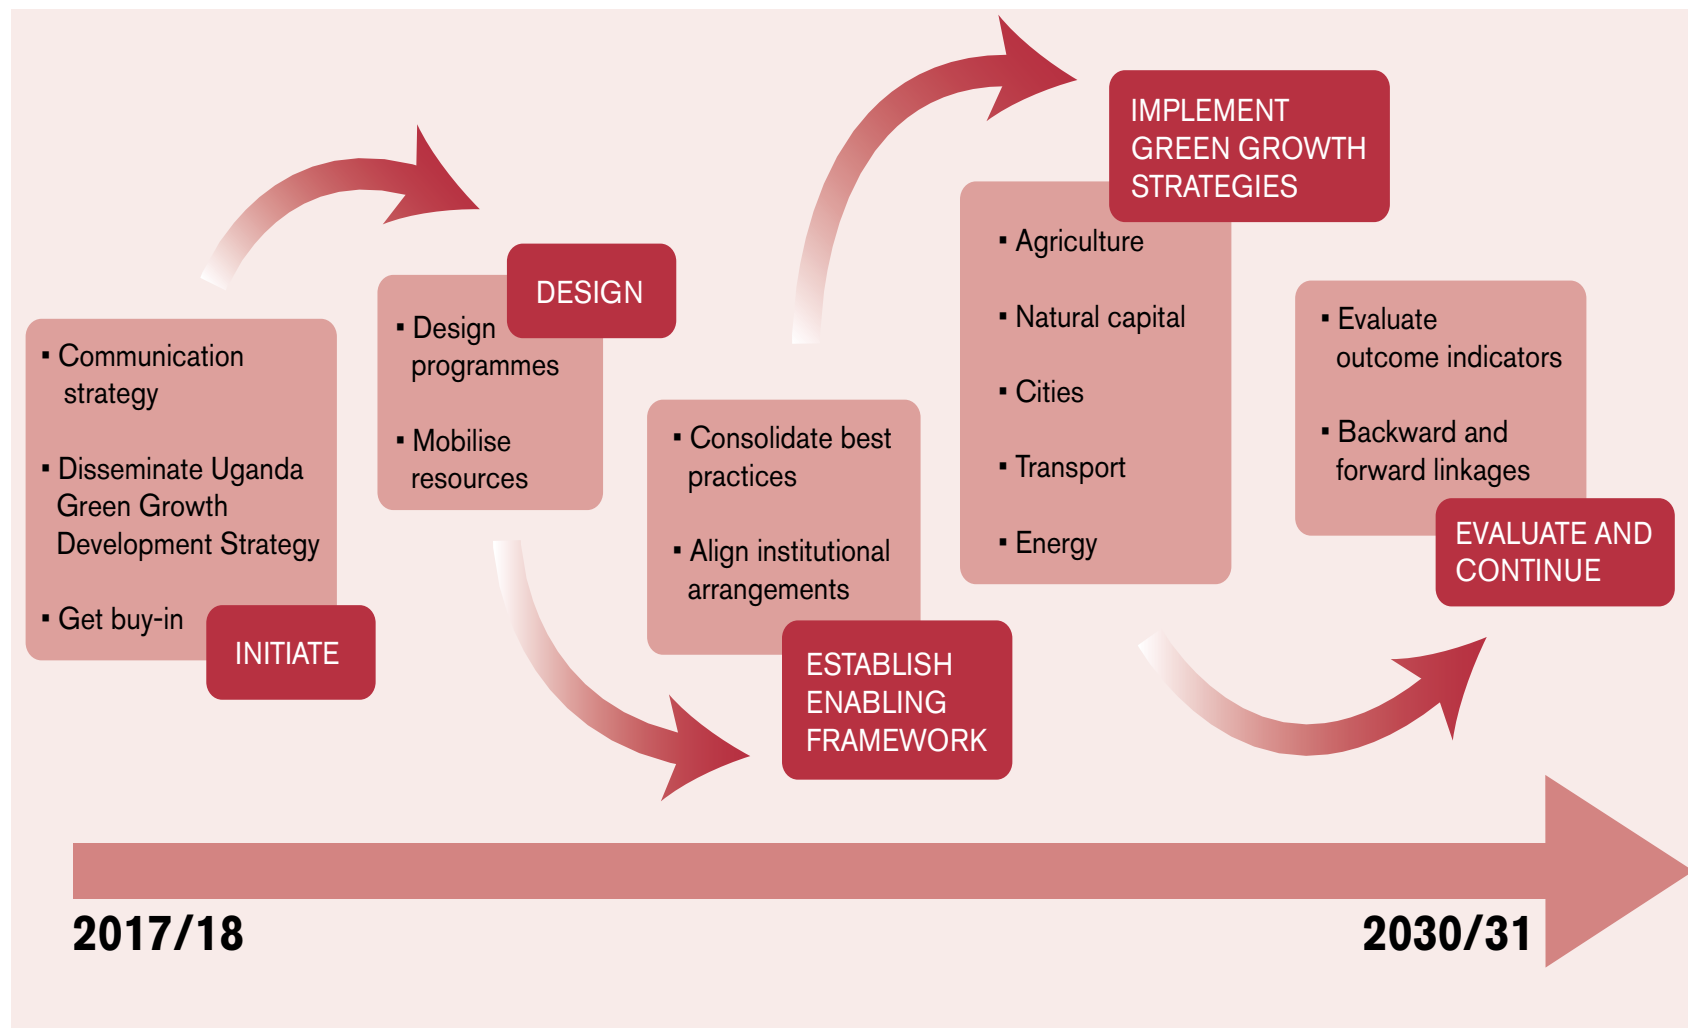 ▪ Communication
strategy
▪ Disseminate Uganda
Green Growth
Development Strategy
▪ Get buy-in
INITIATE
DESIGN
▪ Design
programmes
▪ Mobilise
resources
▪ Consolidate best
practices
▪ Align institutional
arrangements
ESTABLISH
ENABLING
FRAMEWORK
IMPLEMENT
GREEN GROWTH
STRATEGIES
▪ Agriculture
▪ Natural capital
▪ Cities
▪ Transport
▪ Energy
▪ Evaluate
outcome indicators
▪ Backward and
forward linkages
EVALUATE AND
CONTINUE
2017/18
2030/31